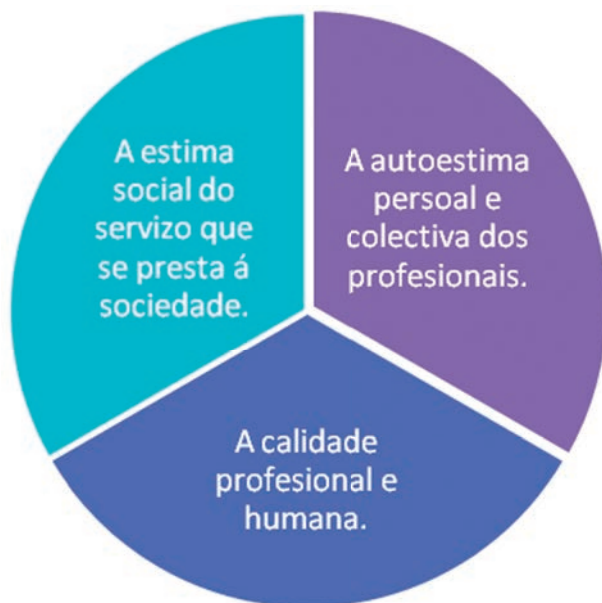 A estima
social do
servizo que
se presta á
sociedade.
A autoestima
persoal e
colectiva dos
profesionais.
A calidade
profesional e
humana.